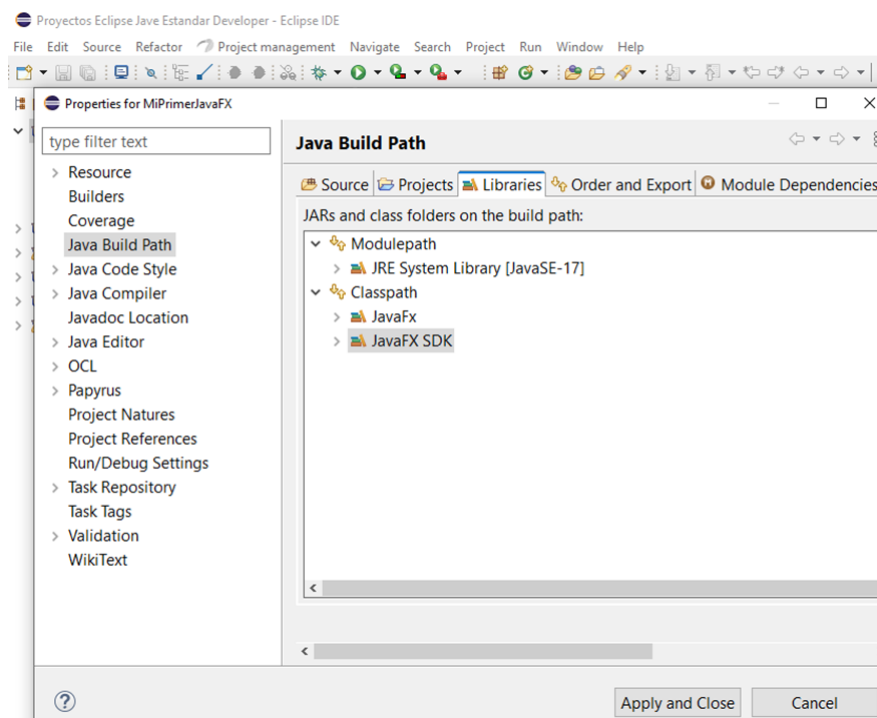 Proyectos Eclipse Java Estandar Developer - Eclipse IDE
File Edit Source Refactor Project management Navigate Search Project Run Window Help
Properties for MiPrimerJavaFX
type filter text
Java Build Path
Resource
Builders
Coverage
Java Build Path
Java Code Style
Java Compiler
Javadoc Location
Java Editor
OCL
Papyrus
Project Natures
Project References
Run/Debug Settings
Task Repository
Task Tags
Validation
WikiText
Source Projects Libraries Order and Export Module Dependencies
JARs and class folders on the build path:
Modulepath
JRE System Library [JavaSE-17]
Classpath
JavaFx
JavaFX SDK
Apply and Close Cancel